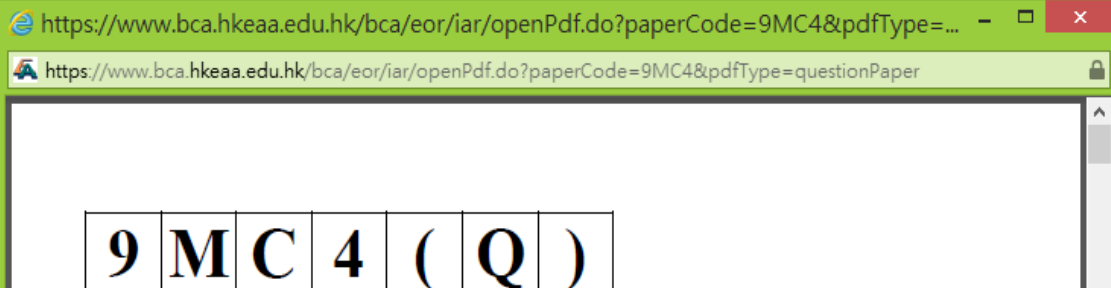 https://www.bca.hkeaa.edu.hk/bca/eor/iar/openPdf.do?paperCode=9MC4&pdfType=...
https://www.bca.hkeaa.edu.hk/bca/eor/iar/openPdf.do?paperCode=9MC4&pdfType=questionPaper
9 M C 4 ( Q )